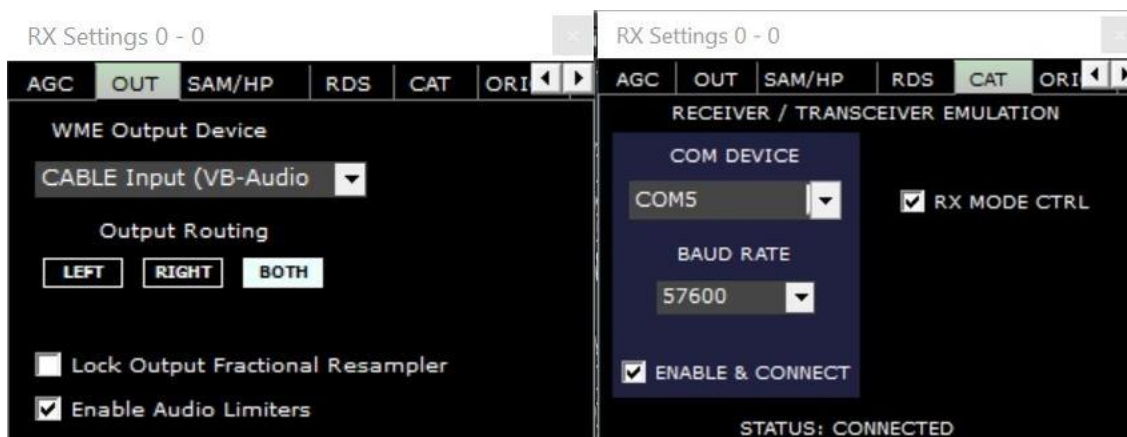 RX Settings 0 - 0
AGC OUT SAM/HP RDS CAT ORI
WME Output Device
CABLE Input (VB-Audio
Output Routing
LEFT RIGHT BOTH
Lock Output Fractional Resampler
Enable Audio Limiters
RX Settings 0 - 0
AGC OUT SAM/HP RDS CAT ORI
RECEIVER / TRANSCEIVER EMULATION
COM DEVICE
COM5
RX MODE CTRL
BAUD RATE
57600
ENABLE & CONNECT
STATUS: CONNECTED